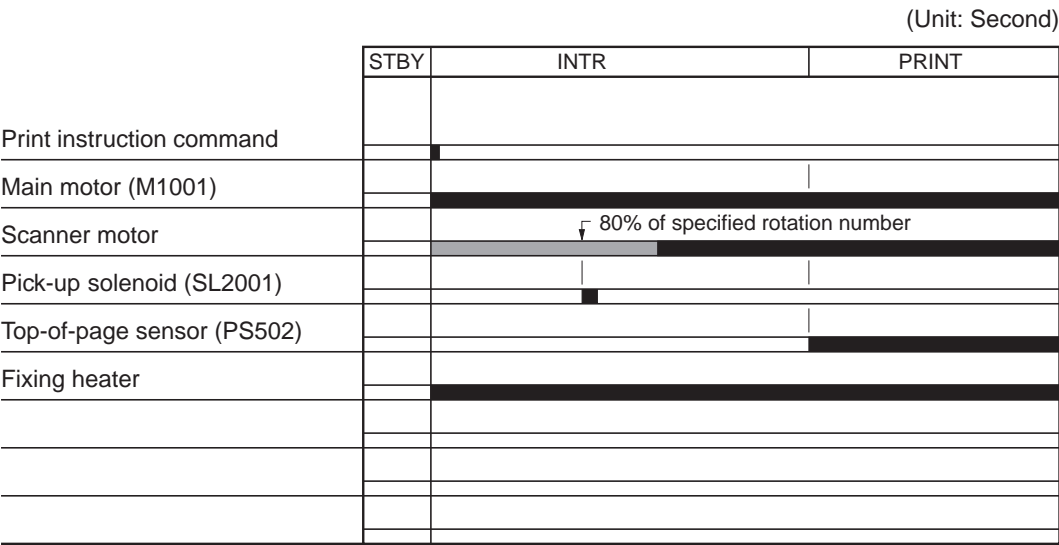 (Unit: Second)
STBY INTR PRINT
Print instruction command
Main motor (M1001)
80% of specified rotation number
Scanner motor
Pick-up solenoid (SL2001)
Top-of-page sensor (PS502)
Fixing heater